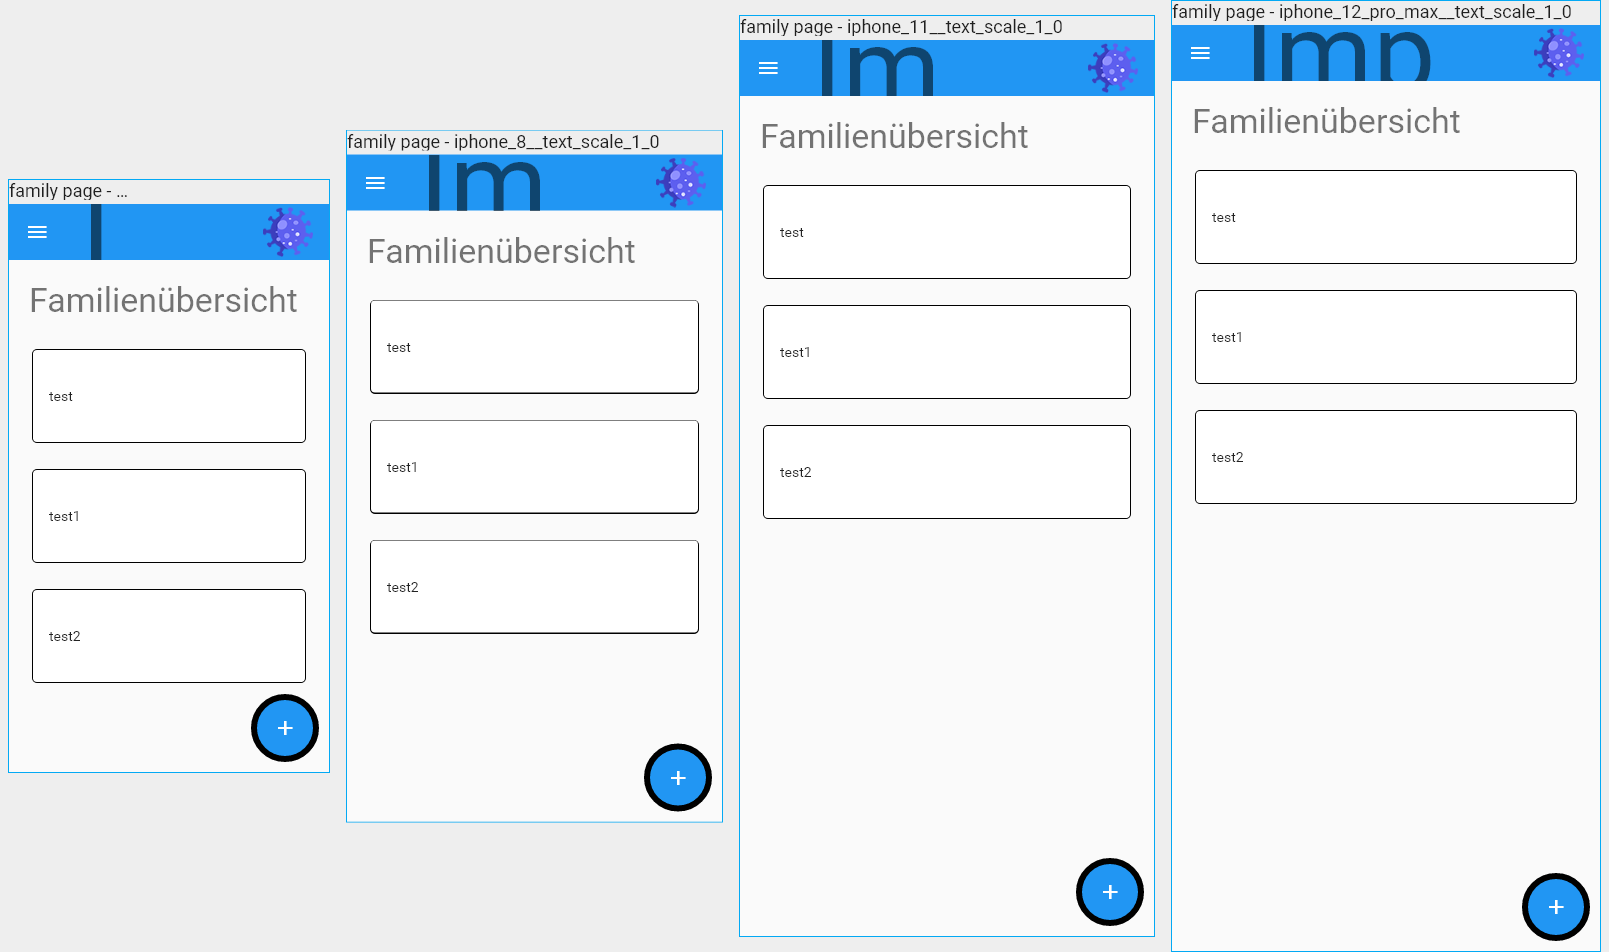 family page - ...
I
Familienübersicht
test
test1
test2
+
family page - iphone_8__text_scale_1_0
Im
Familienübersicht
test
test1
test2
+
family page - iphone_11__text_scale_1_0
Im
Familienübersicht
test
test1
test2
+
family page - iphone_12_pro_max__text_scale_1_0
Imp
Familienübersicht
test
test1
test2
+